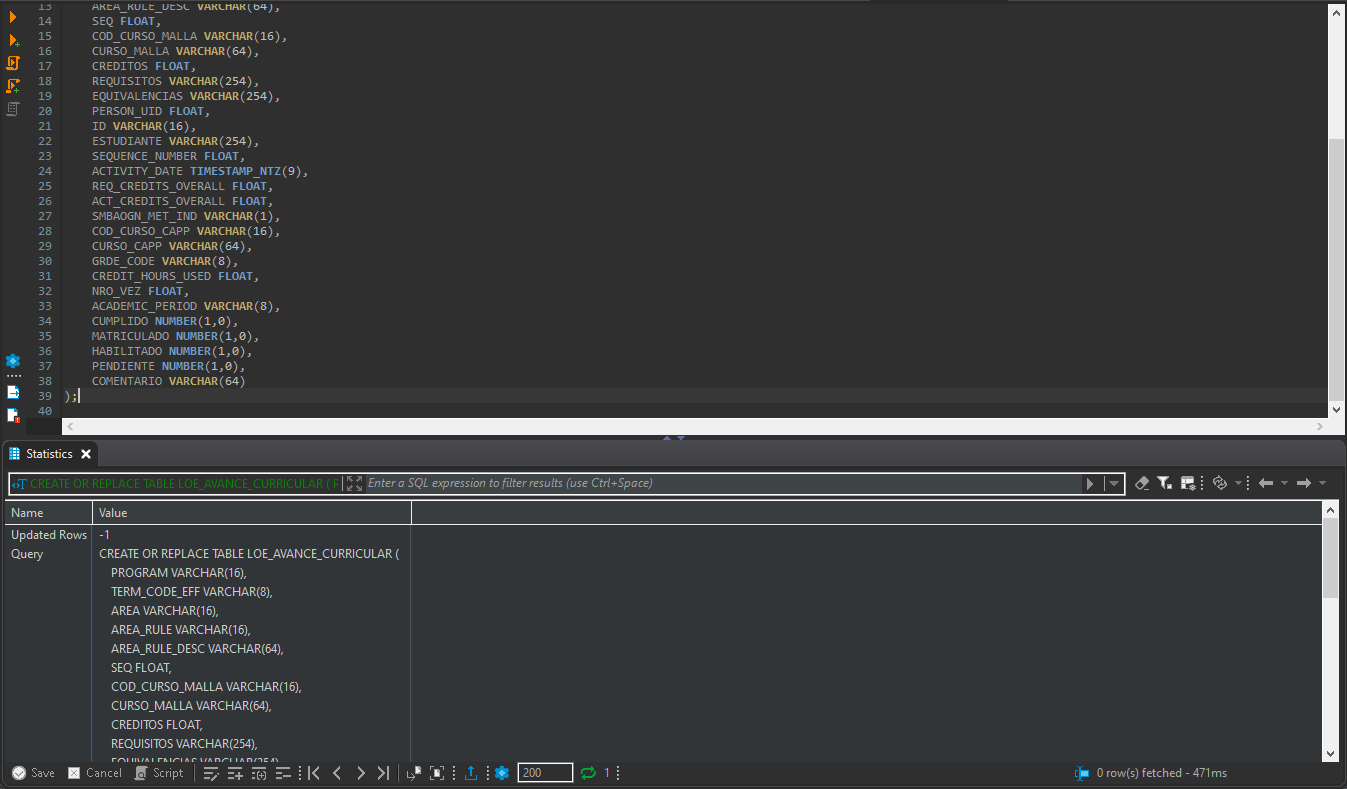 13 AREA_RULE_DESC VARCHAR(64),
14 SEQ FLOAT,
15 COD_CURSO_MALLA VARCHAR(16),
16 CURSO_MALLA VARCHAR(64),
17 CREDITOS FLOAT,
18 REQUISITOS VARCHAR(254),
19 EQUIVALENCIAS VARCHAR(254),
20 PERSON_UID FLOAT,
21 ID VARCHAR(16),
22 ESTUDIANTE VARCHAR(254),
23 SEQUENCE_NUMBER FLOAT,
24 ACTIVITY_DATE TIMESTAMP_NTZ(9),
25 REQ_CREDITS_OVERALL FLOAT,
26 ACT_CREDITS_OVERALL FLOAT,
27 SMBAOGN_MET_IND VARCHAR(1),
28 COD_CURSO_CAPP VARCHAR(16),
29 CURSO_CAPP VARCHAR(64),
30 GRDE_CODE VARCHAR(8),
31 CREDIT_HOURS_USED FLOAT,
32 NRO_VEZ FLOAT,
33 ACADEMIC_PERIOD VARCHAR(8),
34 CUMPLIDO NUMBER(1,0),
35 MATRICULADO NUMBER(1,0),
36 HABILITADO NUMBER(1,0),
37 PENDIENTE NUMBER(1,0),
38 COMENTARIO VARCHAR(64)
39 );
40
Statistics
CREATE OR REPLACE TABLE LOE_AVANCE_CURRICULAR ( P Enter a SQL expression to filter results (use Ctrl+Space)
Name Value
Updated Rows -1
Query CREATE OR REPLACE TABLE LOE_AVANCE_CURRICULAR (
PROGRAM VARCHAR(16),
TERM_CODE_EFF VARCHAR(8),
AREA VARCHAR(16),
AREA_RULE VARCHAR(16),
AREA_RULE_DESC VARCHAR(64),
SEQ FLOAT,
COD_CURSO_MALLA VARCHAR(16),
CURSO_MALLA VARCHAR(64),
CREDITOS FLOAT,
REQUISITOS VARCHAR(254),
EQUIVALENCIAS VARCHAR(254),
Save Cancel Script 200 1 0 row(s) fetched - 471ms